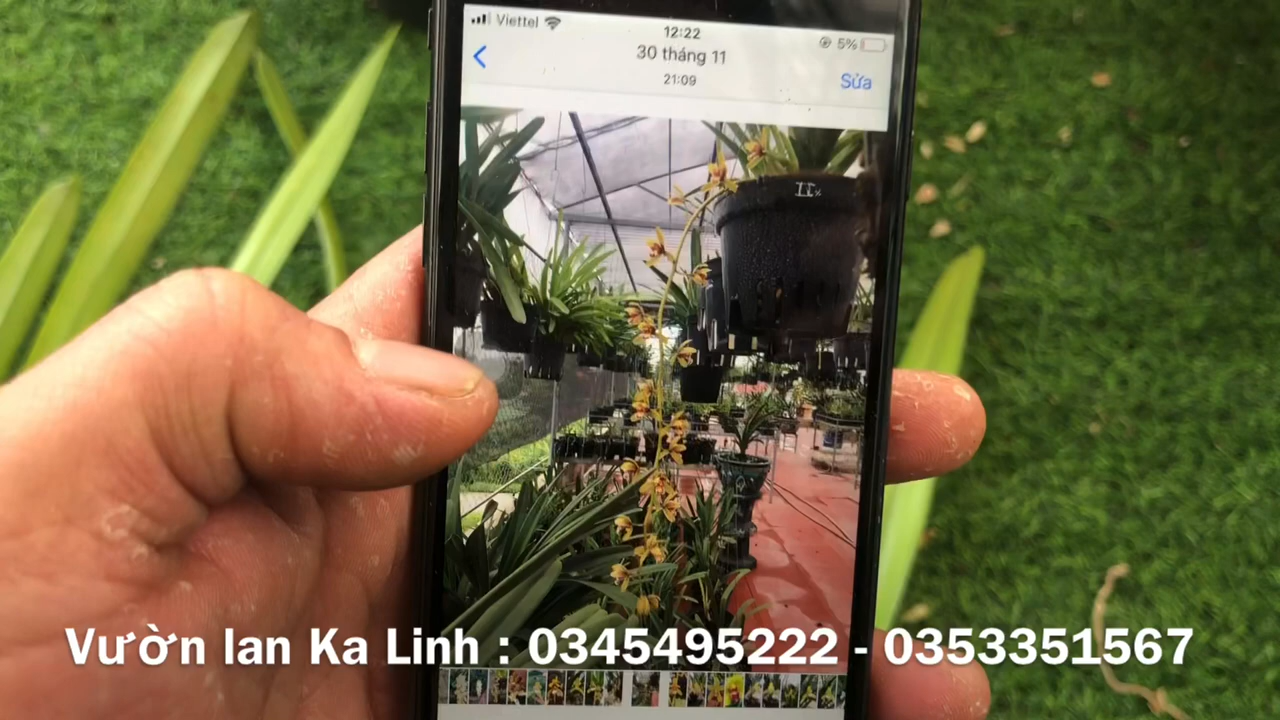 Viettel 12:22 5%
30 tháng 11
21:09 Sửa
Vườn lan Ka Linh : 0345495222 - 0353351567